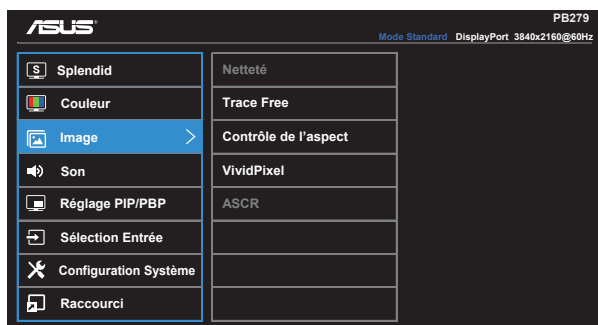 ASUS
PB279
Mode Standard DisplayPort 3840x2160@60Hz
S Splendid
Couleur
Image
Son
Réglage PIP/PBP
Sélection Entrée
Configuration Système
Raccourci
Netteté
Trace Free
Contrôle de l'aspect
VividPixel
ASCR